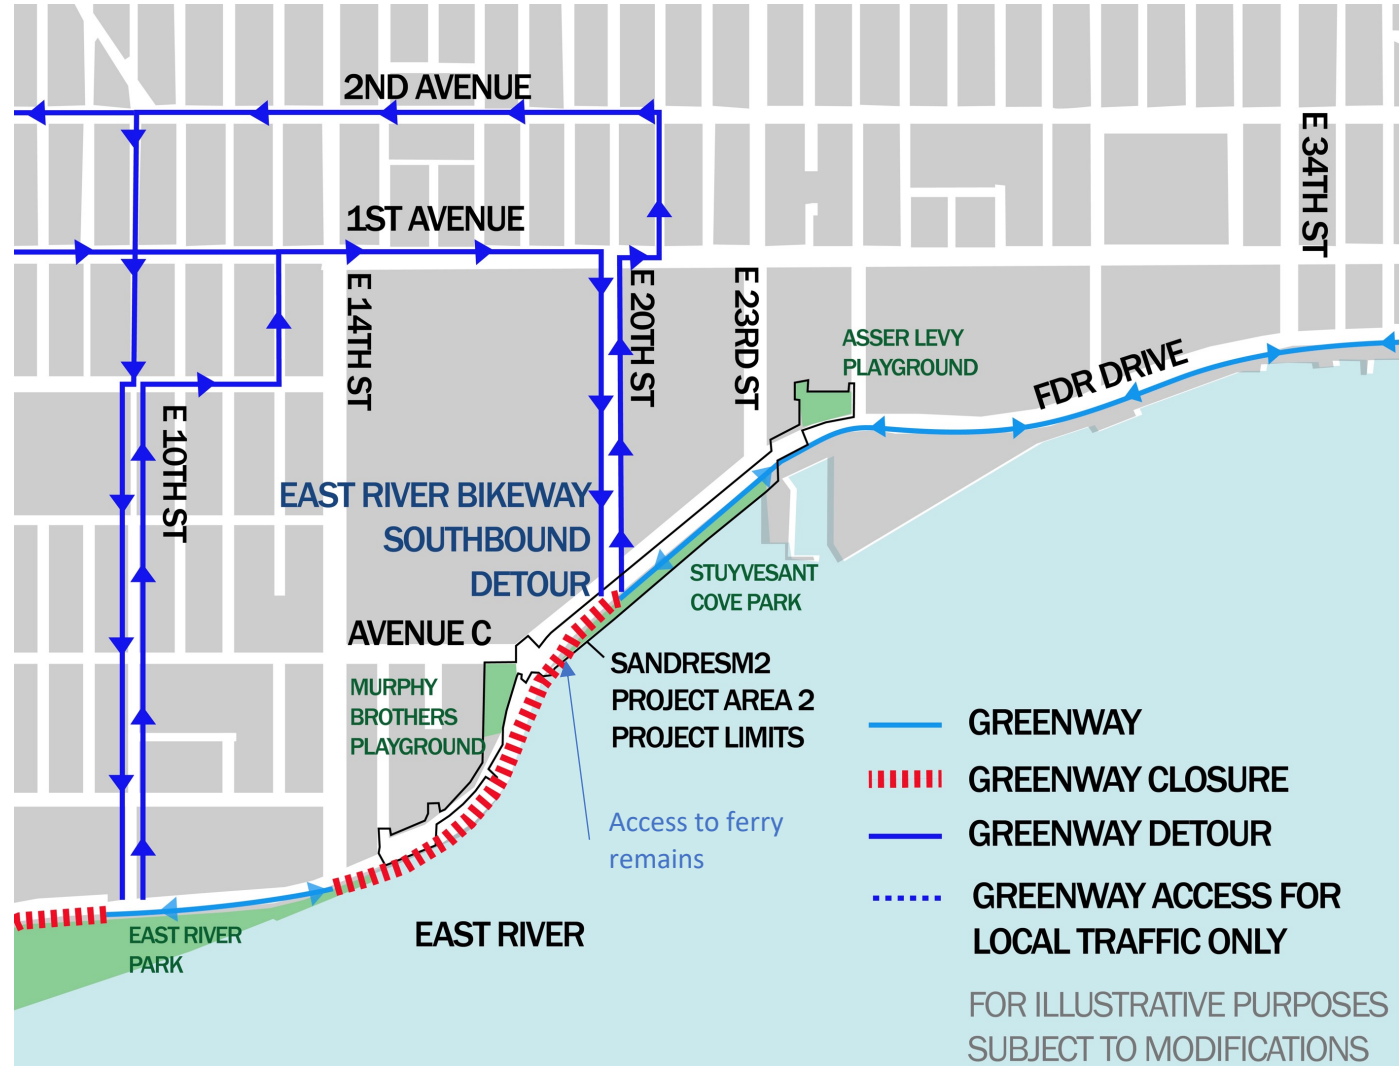 2ND AVENUE
1ST AVENUE
E 34TH ST
E 14TH ST
E 20TH ST
E 23RD ST
ASSER LEVY
PLAYGROUND
FDR DRIVE
E 10TH ST
EAST RIVER BIKEWAY
SOUTHBOUND
DETOUR
STUYVESANT
COVE PARK
AVENUE C
SANDRESM2
PROJECT AREA 2
PROJECT LIMITS
MURPHY
BROTHERS
PLAYGROUND
Access to ferry
remains
EAST RIVER
PARK
EAST RIVER
GREENWAY
GREENWAY CLOSURE
GREENWAY DETOUR
GREENWAY ACCESS FOR
LOCAL TRAFFIC ONLY
FOR ILLUSTRATIVE PURPOSES
SUBJECT TO MODIFICATIONS